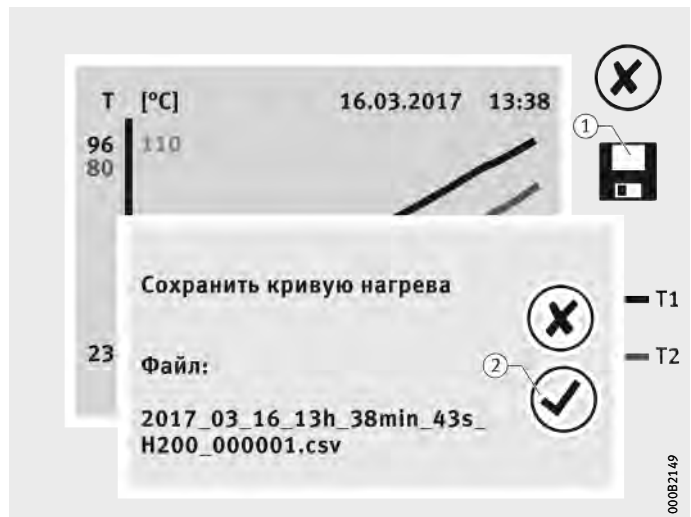 T [°C] 16.03.2017 13:38
96 110
80
1
Сохранить кривую нагрева
T1
23
T2
Файл:
2
2017_03_16_13h_38min_43s_
H200_000001.csv
000B2149